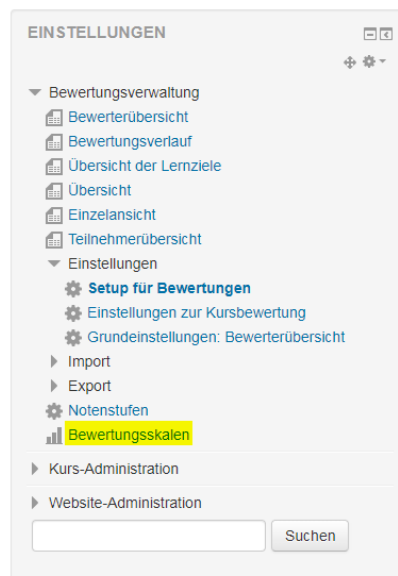 EINSTELLUNGEN
Bewertungsverwaltung
Bewerterübersicht
Bewertungsverlauf
Übersicht der Lernziele
Übersicht
Einzelansicht
Teilnehmerübersicht
Einstellungen
Setup für Bewertungen
Einstellungen zur Kursbewertung
Grundeinstellungen: Bewerterübersicht
Import
Export
Notenstufen
Bewertungsskalen
Kurs-Administration
Website-Administration
Suchen